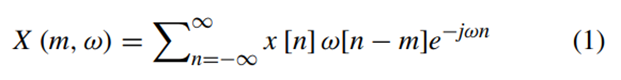 X (m, ω) = ∑_{n=−∞}^{∞} x [n] ω[n − m]e^{−jωn} (1)